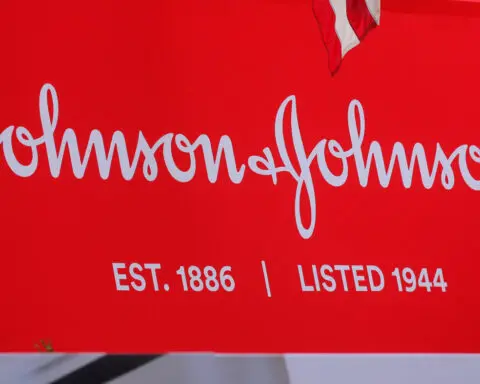 ohnson & Johnso
EST. 1886 | LISTED 1944